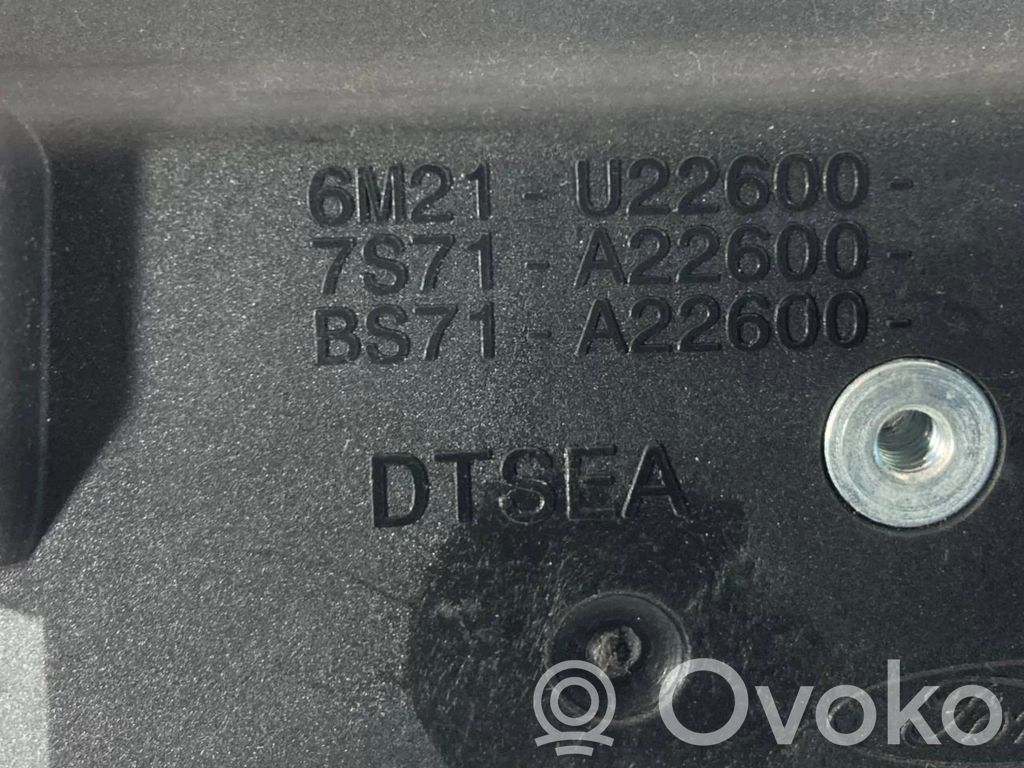 6M21 - U22600 -
7S71 - A22600 -
BS71 - A22600 -
DTSEA
Ovoko